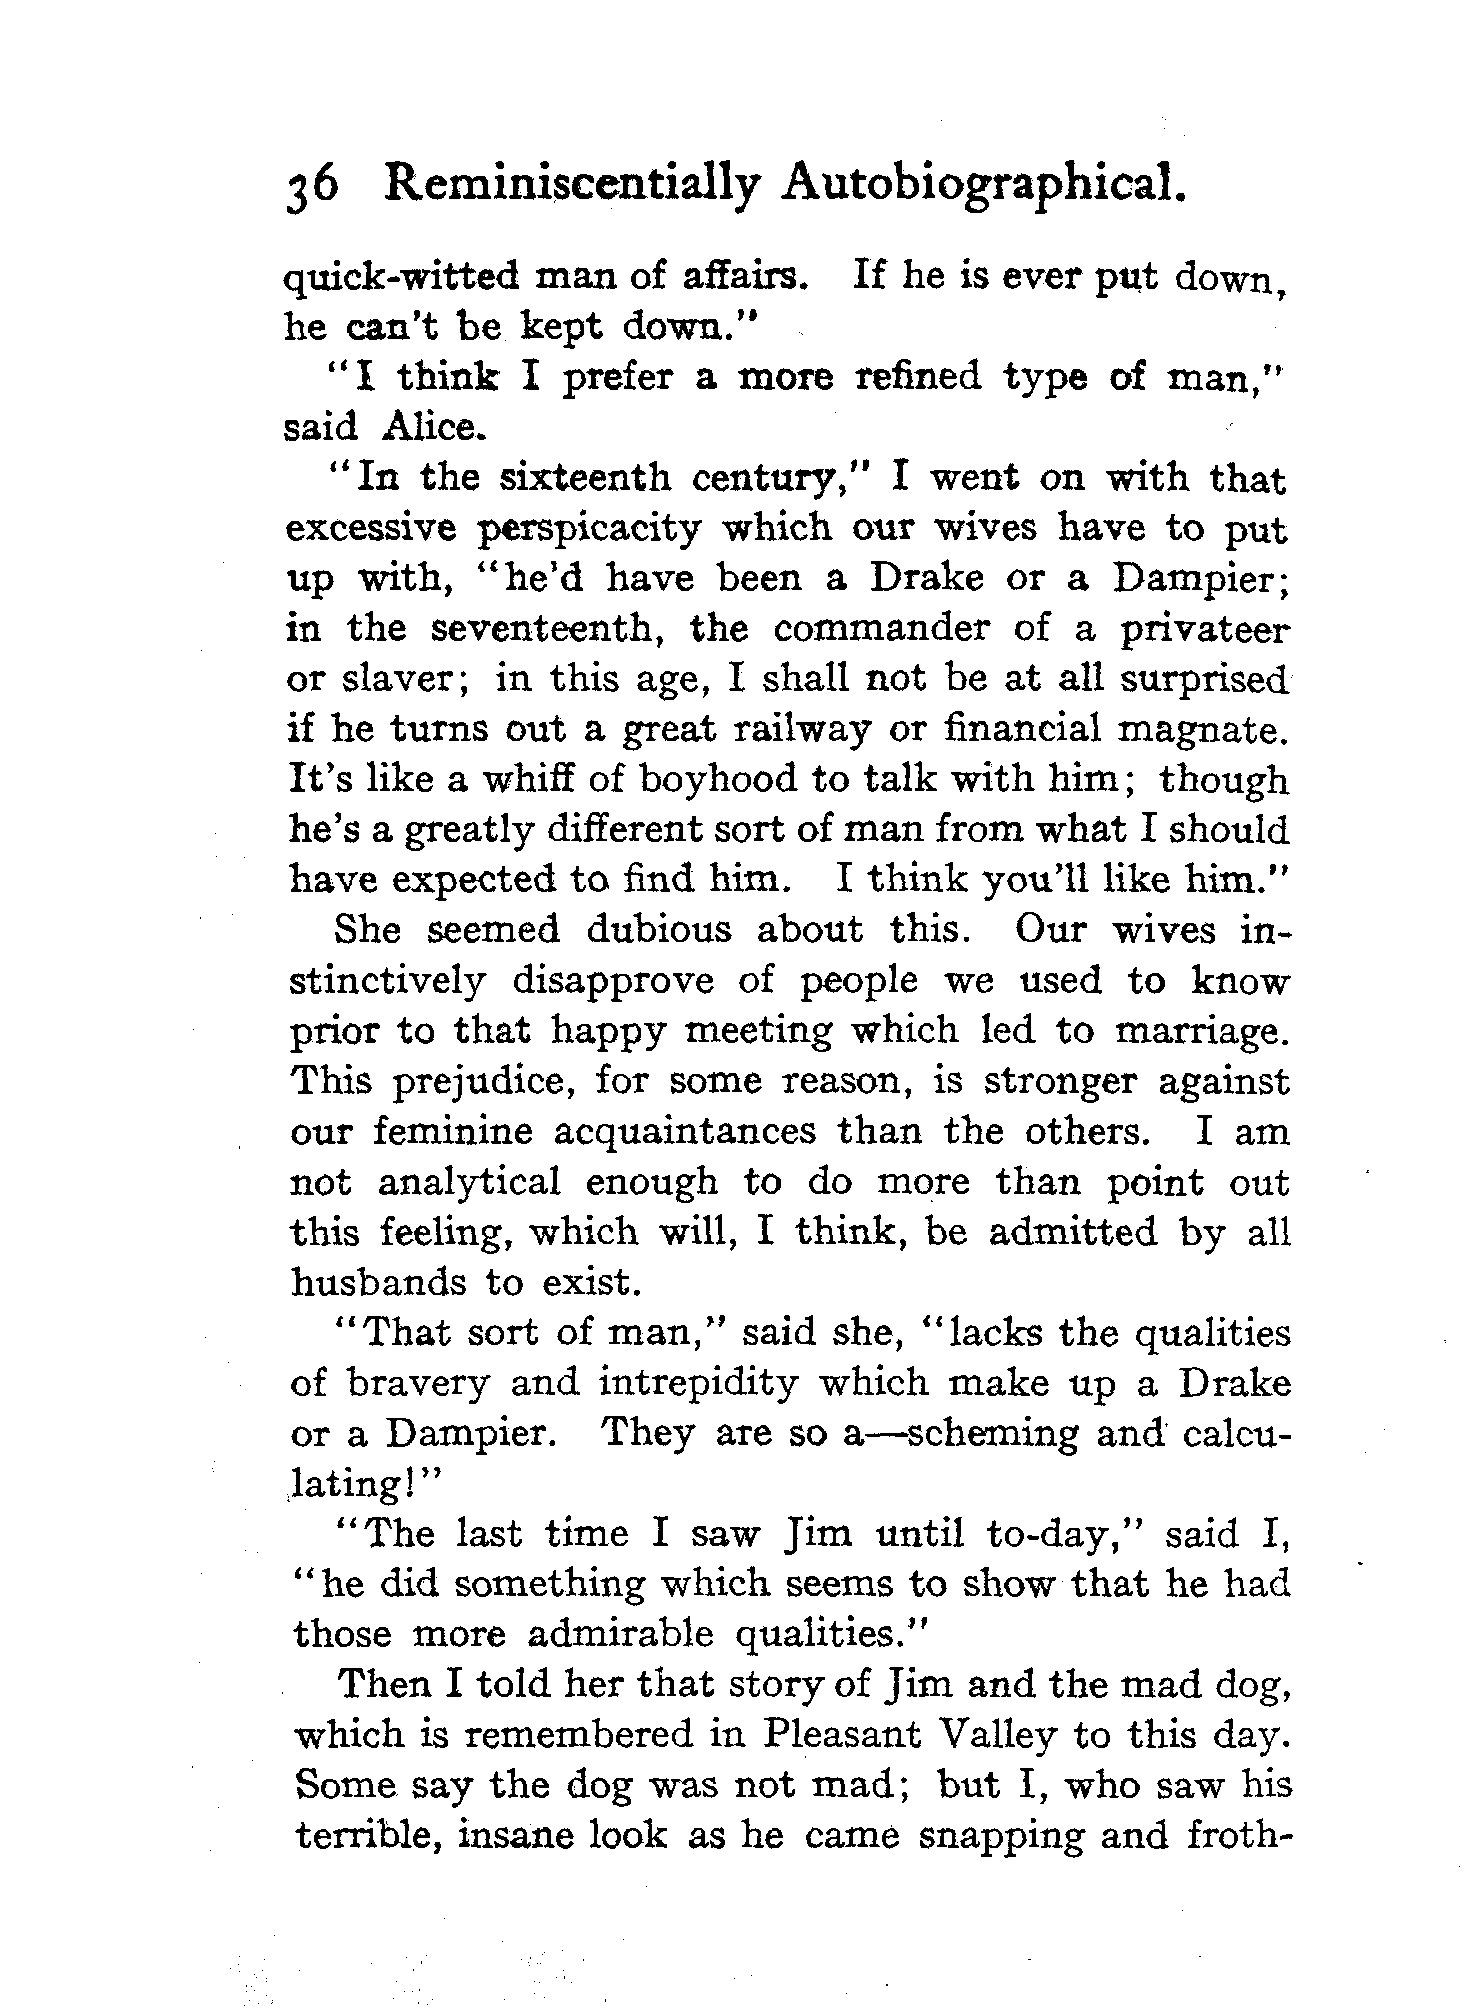 36 Reminiscentially Autobiographical.
quick-witted man of affairs. If he is ever put down,
he can't be kept down."
"I think I prefer a more refined type of man,"
said Alice.
"In the sixteenth century," I went on with that
excessive perspicacity which our wives have to put
up with, "he'd have been a Drake or a Dampier;
in the seventeenth, the commander of a privateer
or slaver; in this age, I shall not be at all surprised
if he turns out a great railway or financial magnate.
It's like a whiff of boyhood to talk with him; though
he's a greatly different sort of man from what I should
have expected to find him. I think you'll like him."
She seemed dubious about this. Our wives in-
stinctively disapprove of people we used to know
prior to that happy meeting which led to marriage.
This prejudice, for some reason, is stronger against
our feminine acquaintances than the others. I am
not analytical enough to do more than point out
this feeling, which will, I think, be admitted by all
husbands to exist.
"That sort of man," said she, "lacks the qualities
of bravery and intrepidity which make up a Drake
or a Dampier. They are so a—scheming and calcu-
lating!"
"The last time I saw Jim until to-day," said I,
"he did something which seems to show that he had
those more admirable qualities."
Then I told her that story of Jim and the mad dog,
which is remembered in Pleasant Valley to this day.
Some say the dog was not mad; but I, who saw his
terrible, insane look as he came snapping and froth-